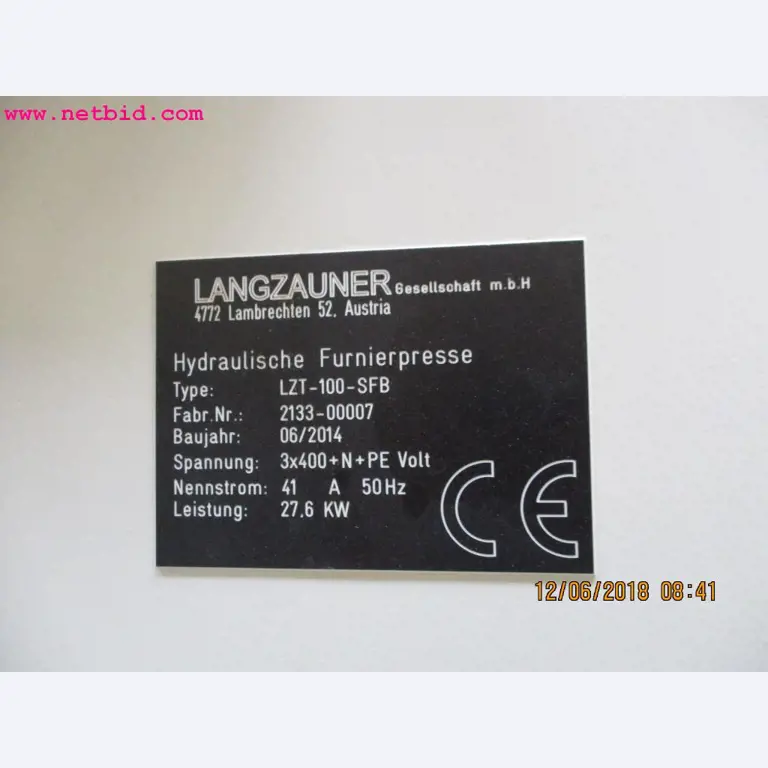 www.netbid.com
LANGZAUNER Gesellschaft m.b.H
4772 Lambrechten 52, Austria
Hydraulische Furnierpresse
Type: LZT-100-SFB
Fabr.Nr.: 2133-00007
Baujahr: 06/2014
Spannung: 3x400+N+PE Volt
Nennstrom: 41 A 50Hz
Leistung: 27.6 KW
CE
12/06/2018 08:41